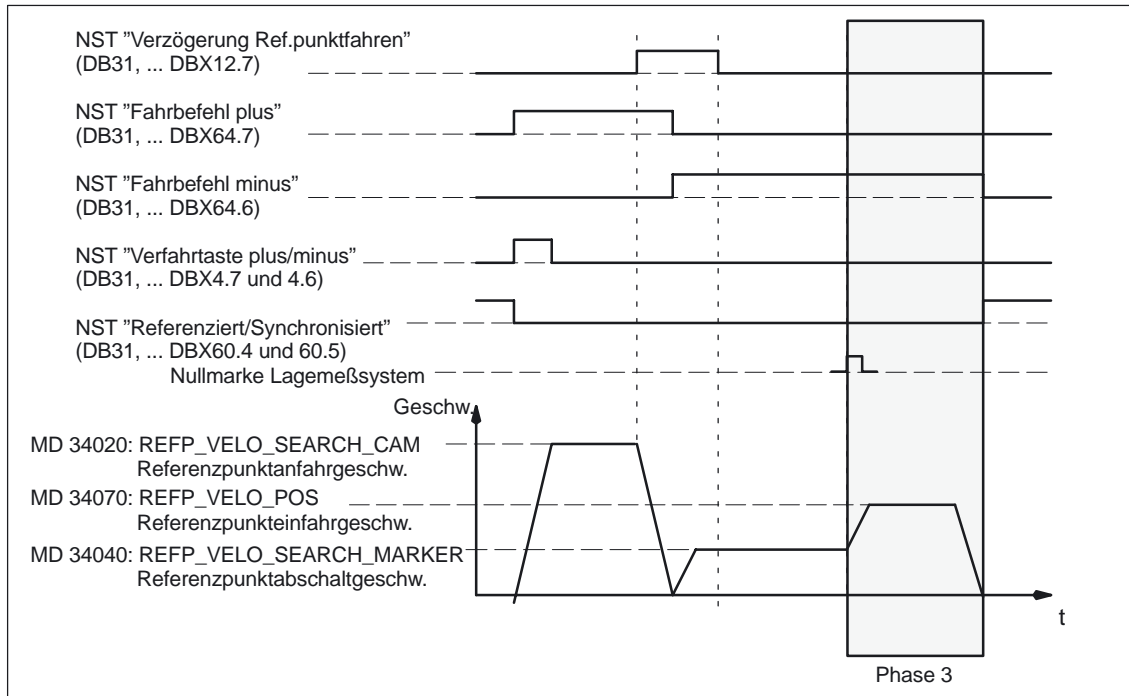 NST ”Verzögerung Ref.punktfahren”
(DB31, ... DBX12.7)
NST ”Fahrbefehl plus”
(DB31, ... DBX64.7)
NST ”Fahrbefehl minus”
(DB31, ... DBX64.6)
NST ”Verfahrtaste plus/minus”
(DB31, ... DBX4.7 und 4.6)
NST ”Referenziert/Synchronisiert”
(DB31, ... DBX60.4 und 60.5)
Nullmarke Lagemeßsystem
Geschw.
MD 34020: REFP_VELO_SEARCH_CAM
Referenzpunktanfahrgeschw.
MD 34070: REFP_VELO_POS
Referenzpunkteinfahrgeschw.
MD 34040: REFP_VELO_SEARCH_MARKER
Referenzpunktabschaltgeschw.
t
Phase 3